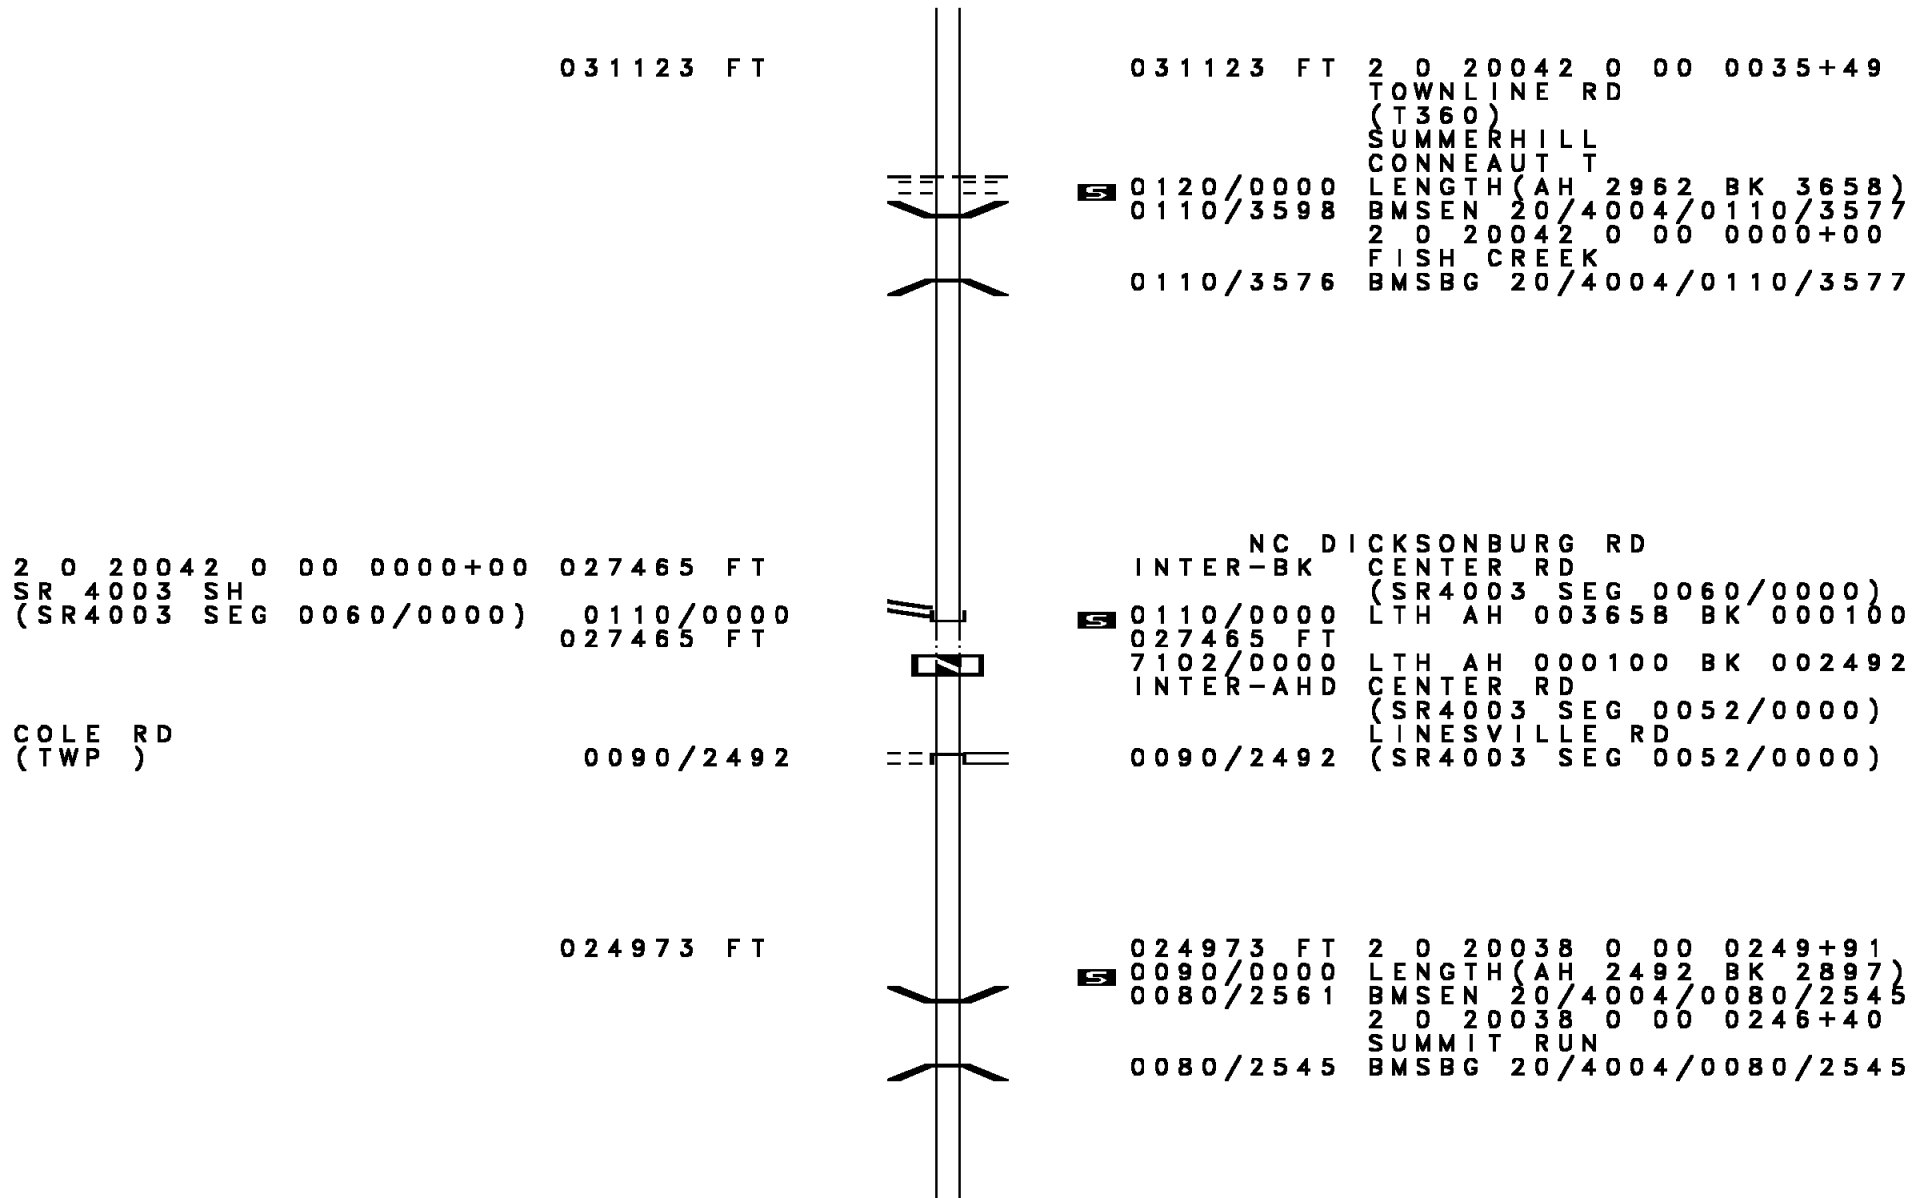 031123 FT 031123 FT 2 0 20042 0 00 0035+49
TOWNLINE RD
(T360)
SUMMERHILL
CONNEAUT T
S 0120/0000 LENGTH(AH 2962 BK 3658)
0110/3598 BMSEN 20/4004/0110/3577
2 0 20042 0 00 0000+00
FISH CREEK
0110/3576 BMSBG 20/4004/0110/3577
NC DICKSONBURG RD
2 0 20042 0 00 0000+00 027465 FT INTER-BK CENTER RD
SR 4003 SH (SR4003 SEG 0060/0000)
(SR4003 SEG 0060/0000) 0110/0000 S 0110/0000 LTH AH 003658 BK 000100
027465 FT 027465 FT
7102/0000 LTH AH 000100 BK 002492
INTER-AHD CENTER RD
(SR4003 SEG 0052/0000)
COLE RD LINESVILLE RD
(TWP ) 0090/2492 0090/2492 (SR4003 SEG 0052/0000)
024973 FT 024973 FT 2 0 20038 0 00 0249+91
S 0090/0000 LENGTH(AH 2492 BK 2897)
0080/2561 BMSEN 20/4004/0080/2545
2 0 20038 0 00 0246+40
SUMMIT RUN
0080/2545 BMSBG 20/4004/0080/2545